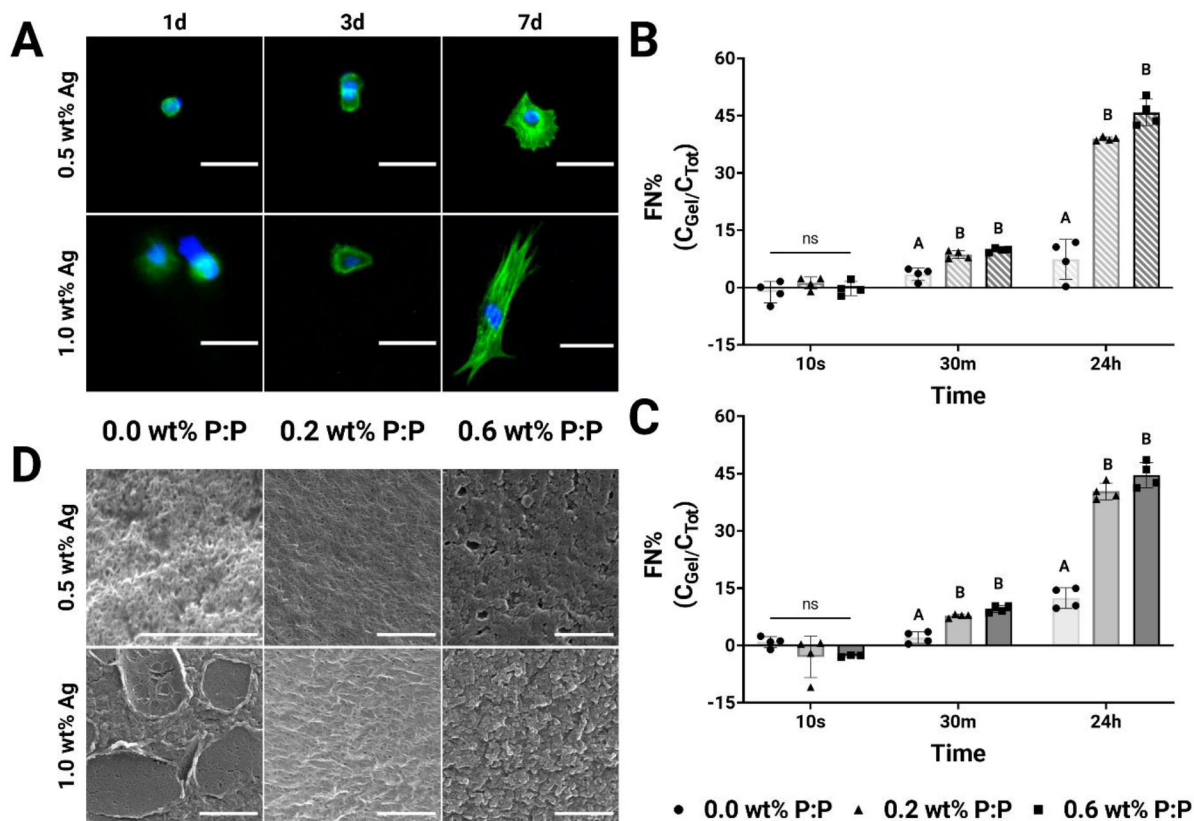 A
1d
3d
7d
0.5 wt% Ag
1.0 wt% Ag
B
60
45
30
15
0
-15
FN%
(CGel/CTot)
ns
A
B
B
A
B
B
10s
30m
24h
Time
C
60
45
30
15
0
-15
FN%
(CGel/CTot)
ns
A
B
B
A
B
B
10s
30m
24h
Time
D
0.0 wt% P:P
0.2 wt% P:P
0.6 wt% P:P
0.5 wt% Ag
1.0 wt% Ag
0.0 wt% P:P
0.2 wt% P:P
0.6 wt% P:P